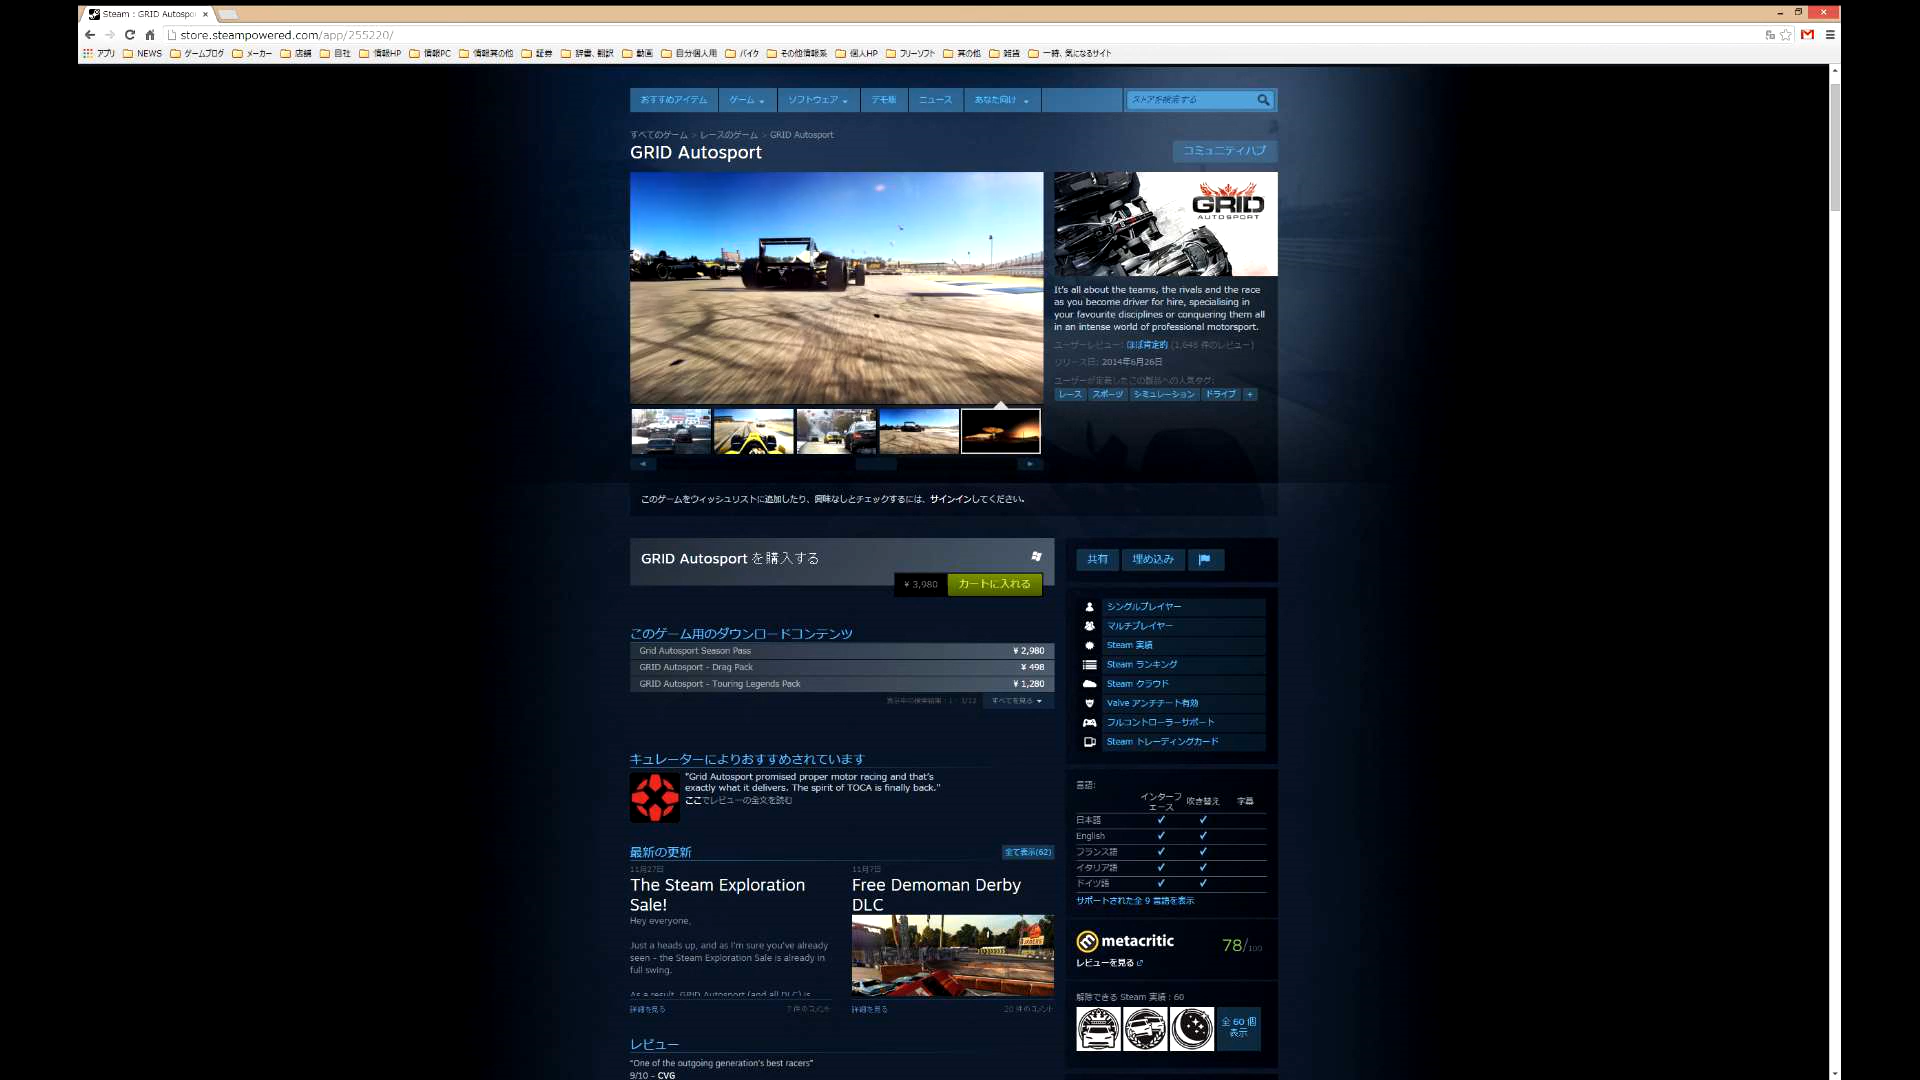 Steam : GRID Autospo
store.steampowered.com/app/255220/
アプリ NEWS ゲームブログ メーカー 店舗 自社 情報HP 情報PC 情報其の他 証券 辞書、翻訳 動画 自分個人用 バイク その他情報系 個人HP フリーソフト 其の他 雑貨 一時、気になるサイト
おすすめアイテム ゲーム ソフトウェア デモ版 ニュース あなた向け ストアを検索する
すべてのゲーム > レースのゲーム > GRID Autosport
GRID Autosport
コミュニティハブ
GRID
AUTOSPORT
It's all about the teams, the rivals and the race
as you become driver for hire, specialising in
your favourite disciplines or conquering them all
in an intense world of professional motorsport.
ユーザーレビュー: ほぼ肯定的 (1,648 件のレビュー)
リリース日: 2014年6月26日
ユーザーが定義したこの製品への人気タグ:
レース スポーツ シミュレーション ドライブ +
このゲームをウィッシュリストに追加したり、興味なしとチェックするには、サインインしてください。
GRID Autosport を購入する
¥ 3,980 カートに入れる
このゲーム用のダウンロードコンテンツ
Grid Autosport Season Pass ¥ 2,980
GRID Autosport - Drag Pack ¥ 498
GRID Autosport - Touring Legends Pack ¥ 1,280
すべてを見る
キュレーターによりおすすめされています
"Grid Autosport promised proper motor racing and that's
exactly what it delivers. The spirit of TOCA is finally back."
ここでレビューの全文を読む
最新の更新
全て表示(62)
11月27日
The Steam Exploration
Sale!
Hey everyone,
Just a heads up, and as I'm sure you've already
seen - the Steam Exploration Sale is already in
full swing.
As a result, GRID Autosport (and all DLC) is
詳細を見る 7 件のコメント
11月7日
Free Demoman Derby
DLC
詳細を見る 20 件のコメント
レビュー
"One of the outgoing generation's best racers"
9/10 – CVG
共有 埋め込み
シングルプレイヤー
マルチプレイヤー
Steam 実績
Steam ランキング
Steam クラウド
Valve アンチチート有効
フルコントローラーサポート
Steam トレーディングカード
言語:
インターフェース 吹き替え 字幕
日本語
English
フランス語
イタリア語
ドイツ語
サポートされた全 9 言語を表示
metacritic 78/100
レビューを見る
解除できる Steam 実績 : 60
全 60 個
表示